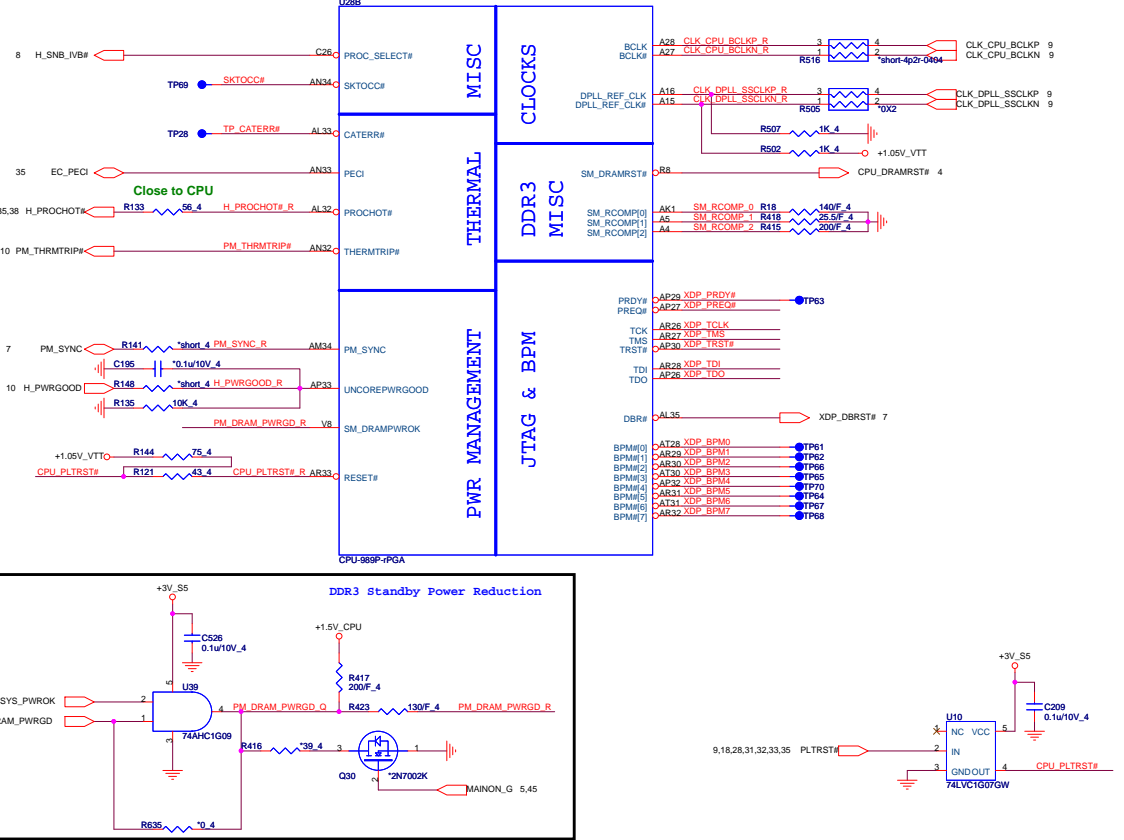 U28B
8 H_SNB_IVB# C26 PROC_SELECT#
TP69 SKTOCC# AN34 SKTOCC#
TP28 TP_CATERR# AL33 CATERR#
35 EC_PECI AN33 PECI
Close to CPU
35,38 H_PROCHOT# R133 56_4 H_PROCHOT#_R AL32 PROCHOT#
10 PM_THRMTRIP# PM_THRMTRIP# AN32 THERMTRIP#
7 PM_SYNC R141 *short_4 PM_SYNC_R AM34 PM_SYNC
C195 *0.1u/10V_4
10 H_PWRGOOD R148 *short_4 H_PWRGOOD_R AP33 UNCOREPWRGOOD
R135 10K_4
PM_DRAM_PWRGD_R V8 SM_DRAMPWROK
+1.05V_VTT R144 75_4
CPU_PLTRST# R121 43_4 CPU_PLTRST#_R AR33 RESET#
MISC
THERMAL
PWR MANAGEMENT
CLOCKS
DDR3
MISC
JTAG & BPM
BCLK A28 CLK_CPU_BCLKP_R 3 4 CLK_CPU_BCLKP 9
BCLK# A27 CLK_CPU_BCLKN_R 1 2 CLK_CPU_BCLKN 9
R516 *short-4p2r-0404
DPLL_REF_CLK A16 CLK_DPLL_SSCLKP_R 3 4 CLK_DPLL_SSCLKP 9
DPLL_REF_CLK# A15 CLK_DPLL_SSCLKN_R 1 2 CLK_DPLL_SSCLKN 9
R505 *0X2
R507 1K_4
R502 1K_4 +1.05V_VTT
SM_DRAMRST# R8 CPU_DRAMRST# 4
SM_RCOMP[0] AK1 SM_RCOMP_0 R18 140/F_4
SM_RCOMP[1] A5 SM_RCOMP_1 R418 25.5/F_4
SM_RCOMP[2] A4 SM_RCOMP_2 R415 200/F_4
PRDY# AP29 XDP_PRDY# TP63
PREQ# AP27 XDP_PREQ#
TCK AR26 XDP_TCLK
TMS AR27 XDP_TMS
TRST# AP30 XDP_TRST#
TDI AR28 XDP_TDI
TDO AP26 XDP_TDO
DBR# AL35 XDP_DBRST# 7
BPM#[0] AT28 XDP_BPM0 TP61
BPM#[1] AR29 XDP_BPM1 TP62
BPM#[2] AR30 XDP_BPM2 TP66
BPM#[3] AT30 XDP_BPM3 TP65
BPM#[4] AP32 XDP_BPM4 TP70
BPM#[5] AR31 XDP_BPM5 TP64
BPM#[6] AT31 XDP_BPM6 TP67
BPM#[7] AR32 XDP_BPM7 TP68
CPU-989P-rPGA
DDR3 Standby Power Reduction
+3V_S5
C526
0.1u/10V_4
+1.5V_CPU
R417
200/F_4
SYS_PWROK 2 5 U39
AM_PWRGD 1 4 PM_DRAM_PWRGD_Q R423 130/F_4 PM_DRAM_PWRGD_R
3 74AHC1G09
R416 *39_4 3 1
Q30 2 *2N7002K
MAINON_G 5,45
R635 *0_4
+3V_S5
C209
0.1u/10V_4
U10
1 NC VCC 5
9,18,28,31,32,33,35 PLTRST# 2 IN
3 GND OUT 4 CPU_PLTRST#
74LVC1G07GW